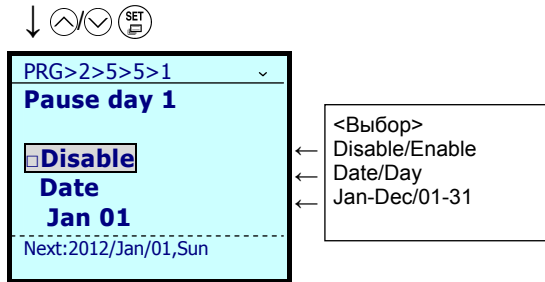 ↓ ∧/∨ SET
PRG>2>5>5>1
Pause day 1
□Disable
Date
Jan 01
Next:2012/Jan/01,Sun
<Выбор>
← Disable/Enable
← Date/Day
← Jan-Dec/01-31